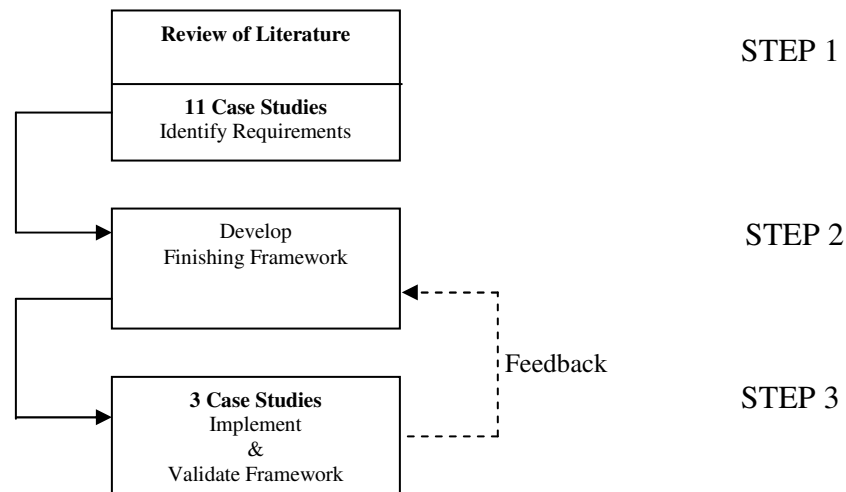 Review of Literature
STEP 1
11 Case Studies
Identify Requirements
Develop
Finishing Framework
STEP 2
Feedback
3 Case Studies
Implement
&
Validate Framework
STEP 3